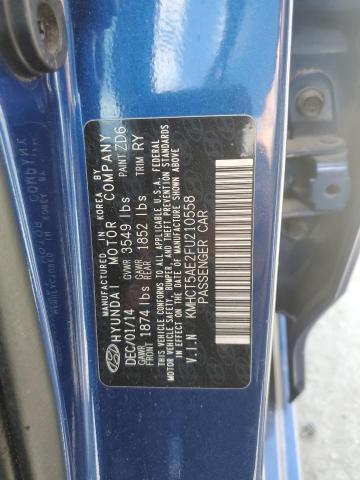 MANUFACTURED IN KOREA BY
HYUNDAI MOTOR COMPANY
DEC/01/14 GVWR 3549 lbs PAINT ZD6
GAWR FRONT 1874 lbs GAWR REAR 1852 lbs TRIM RY
THIS VEHICLE CONFORMS TO ALL APPLICABLE U.S.A. FEDERAL
MOTOR VEHICLE SAFETY, BUMPER, AND THEFT PREVENTION STANDARDS
IN EFFECT ON THE DATE OF MANUFACTURE SHOWN ABOVE.
V.I.N KMHCT5AE2FU210558
PASSENGER CAR